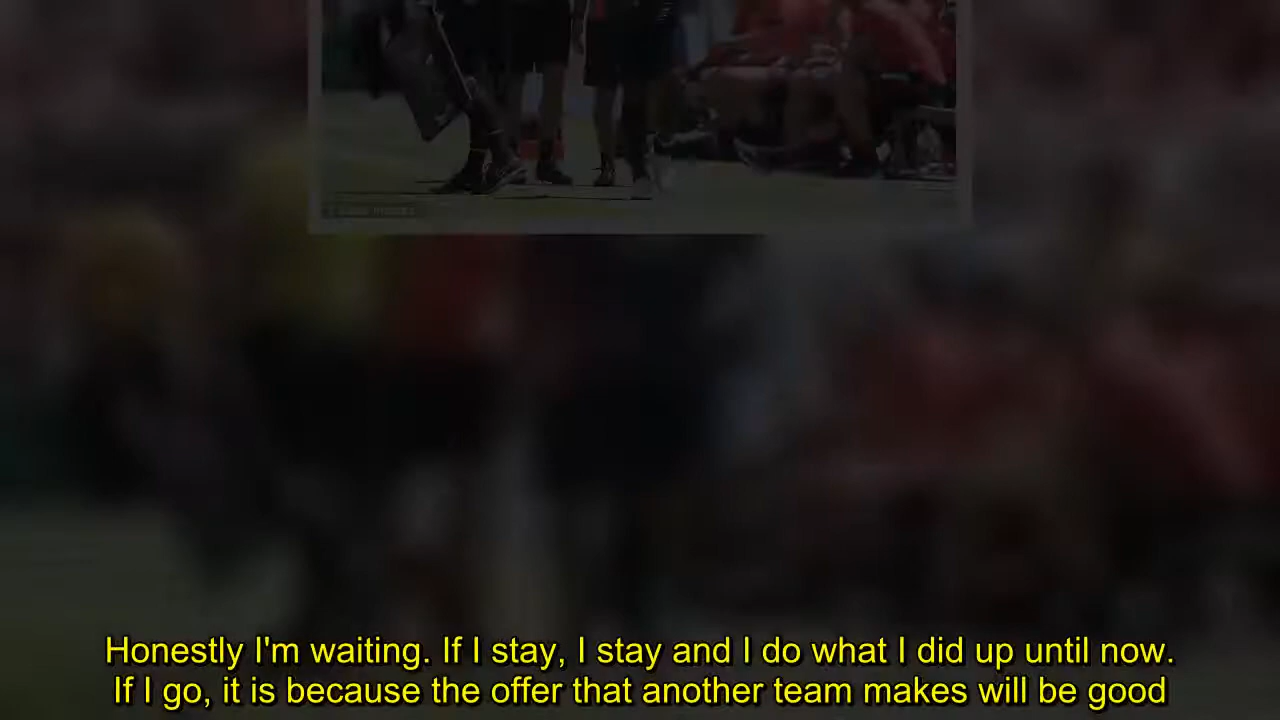 Honestly I'm waiting. If I stay, I stay and I do what I did up until now.
If I go, it is because the offer that another team makes will be good